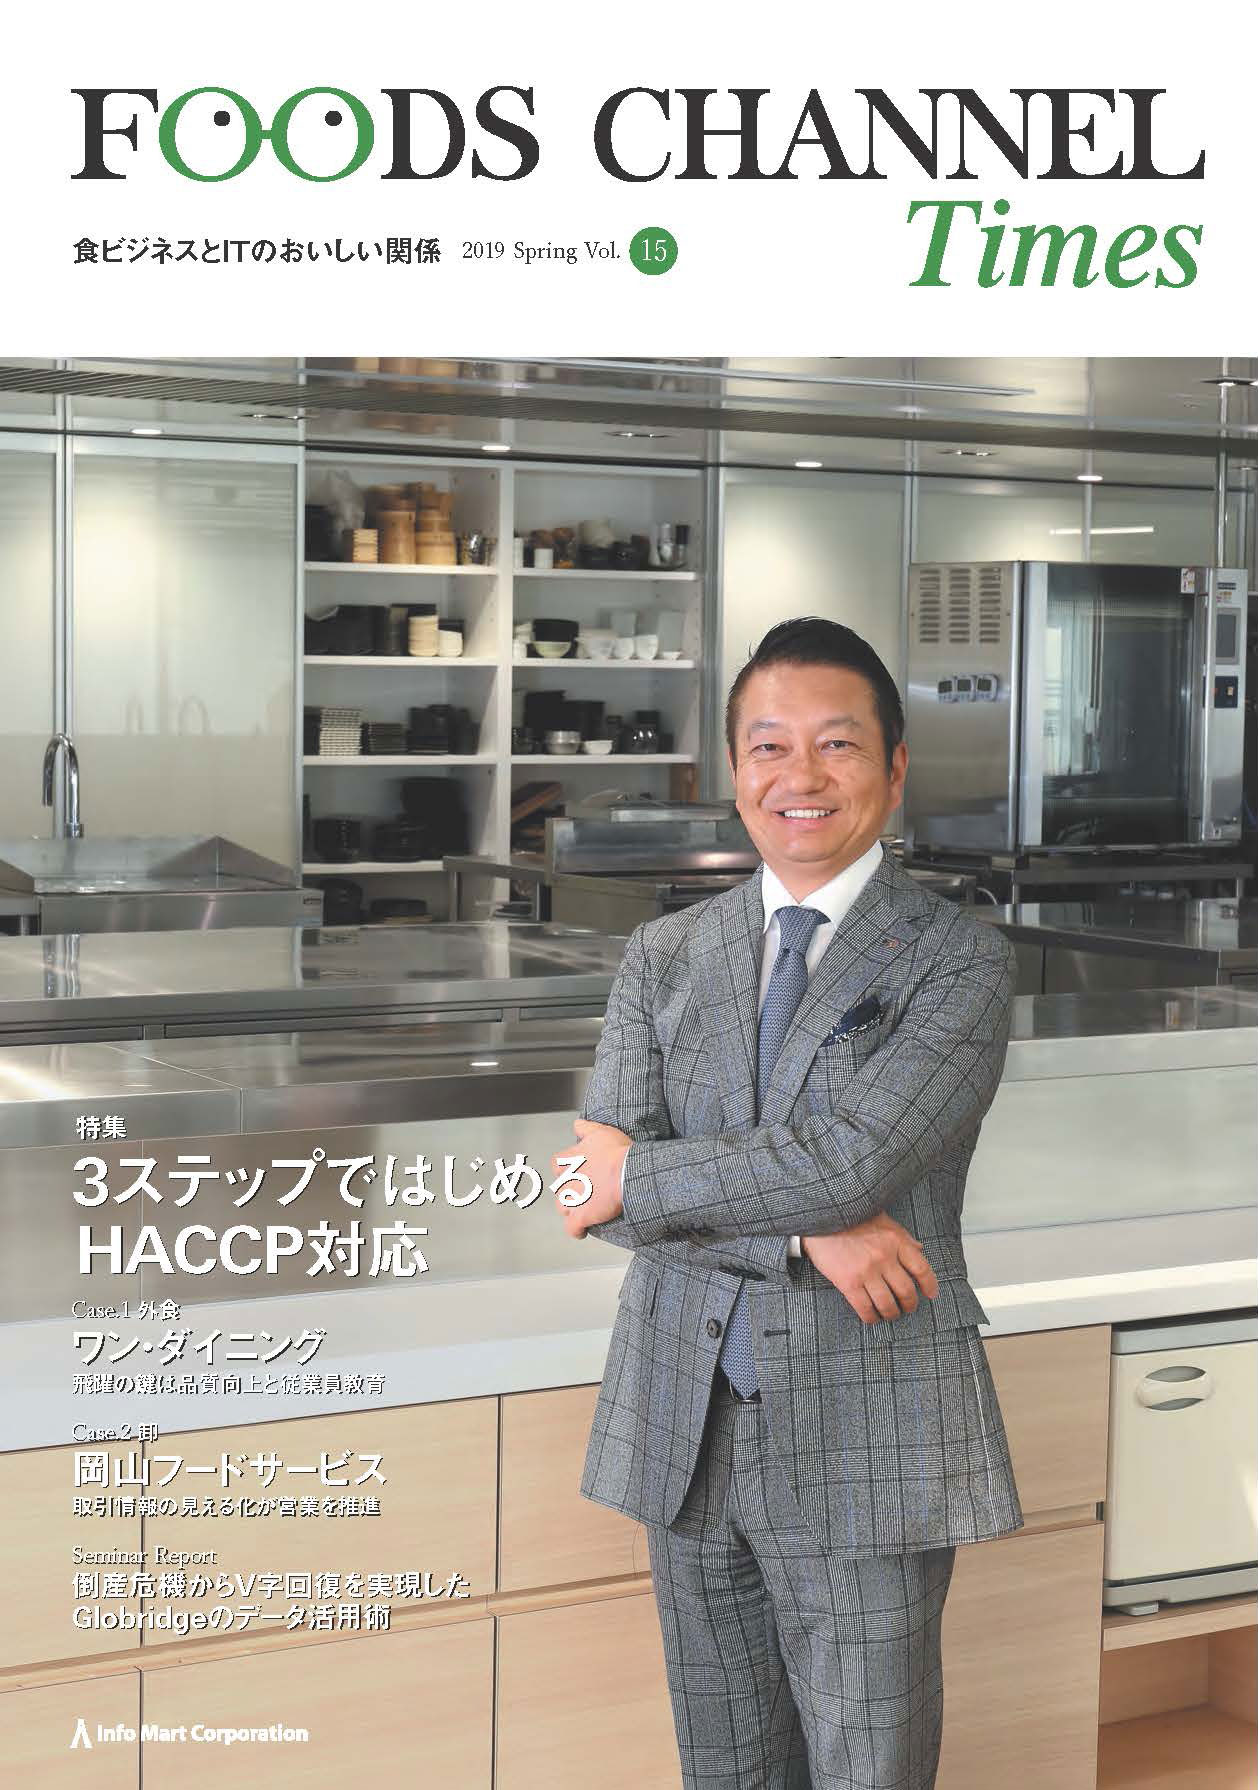 FOODS CHANNEL
Times
食ビジネスとITのおいしい関係 2019 Spring Vol. 15
特集
3ステップではじめる
HACCP対応
Case.1 外食
ワン・ダイニング
飛躍の鍵は品質向上と従業員教育
Case.2 卸
岡山フードサービス
取引情報の見える化が営業を推進
Seminar Report
倒産危機からV字回復を実現した
Globridgeのデータ活用術
Info Mart Corporation